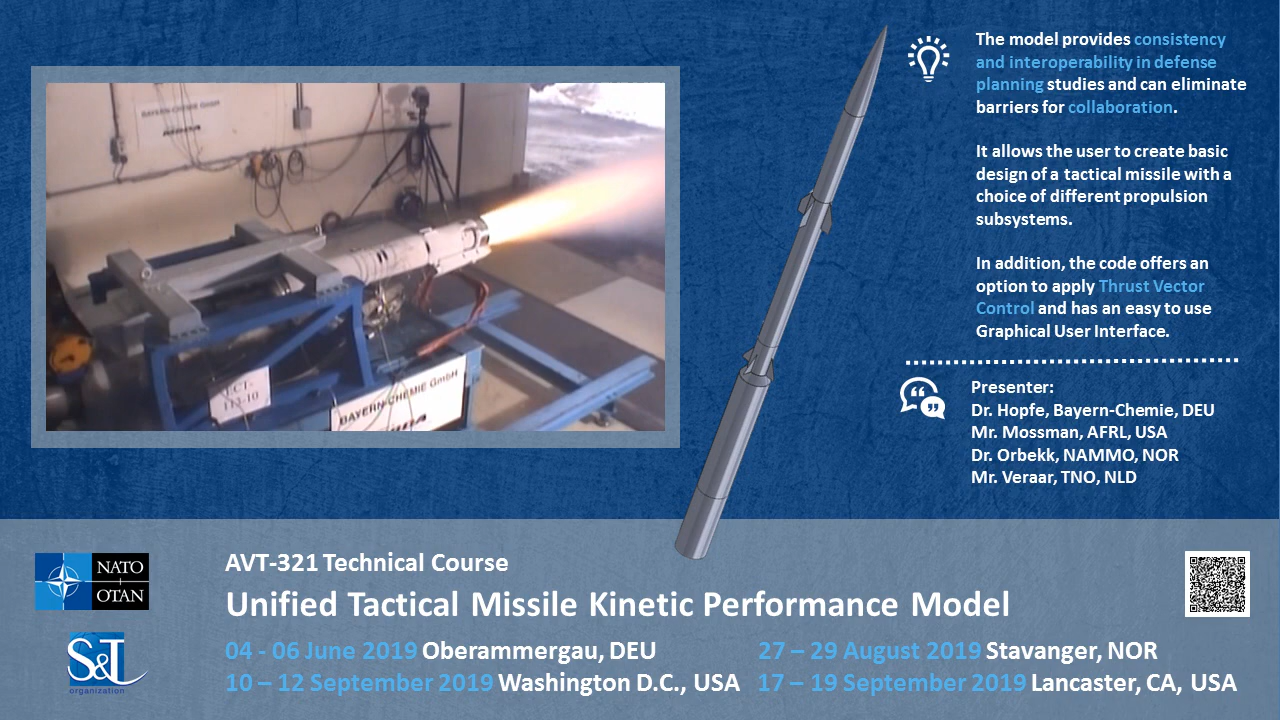 BAYERN-CHEMIE GmbH
BAYERN-CHEMIE GmbH
The model provides consistency
and interoperability in defense
planning studies and can eliminate
barriers for collaboration.
It allows the user to create basic
design of a tactical missile with a
choice of different propulsion
subsystems.
In addition, the code offers an
option to apply Thrust Vector
Control and has an easy to use
Graphical User Interface.
Presenter:
Dr. Hopfe, Bayern-Chemie, DEU
Mr. Mossman, AFRL, USA
Dr. Orbekk, NAMMO, NOR
Mr. Veraar, TNO, NLD
NATO
OTAN
S&T
organization
AVT-321 Technical Course
Unified Tactical Missile Kinetic Performance Model
04 - 06 June 2019 Oberammergau, DEU
27 – 29 August 2019 Stavanger, NOR
10 – 12 September 2019 Washington D.C., USA
17 – 19 September 2019 Lancaster, CA, USA